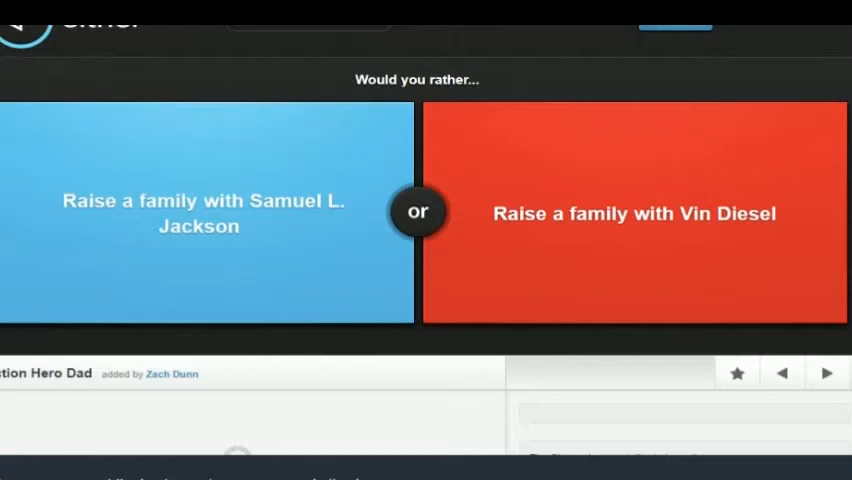 Would you rather...
Raise a family with Samuel L.
Jackson
or
Raise a family with Vin Diesel
tion Hero Dad added by Zach Dunn